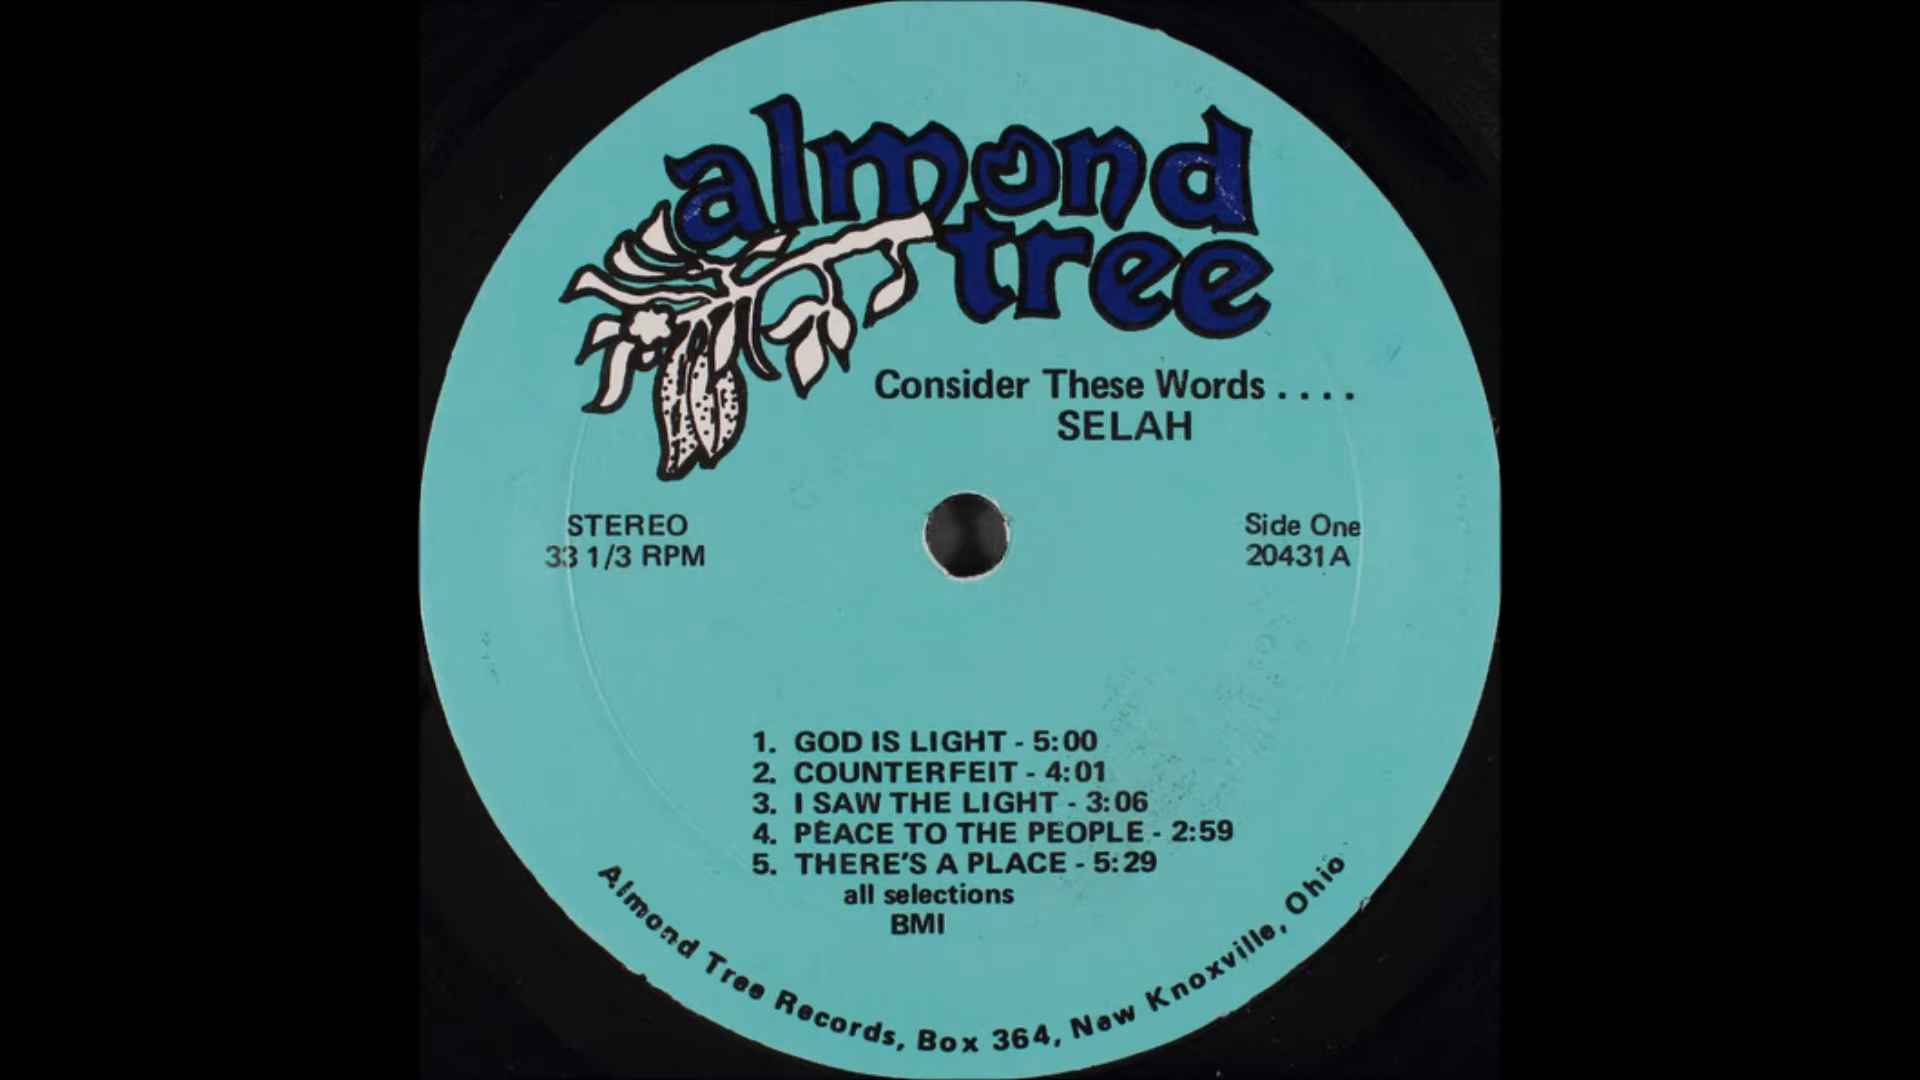 almond
tree
Consider These Words . . . .
SELAH
STEREO
33 1/3 RPM
Side One
20431A
1. GOD IS LIGHT - 5:00
2. COUNTERFEIT - 4:01
3. I SAW THE LIGHT - 3:06
4. PEACE TO THE PEOPLE - 2:59
5. THERE'S A PLACE - 5:29
all selections
BMI
Almond Tree Records, Box 364, New Knoxville, Ohio